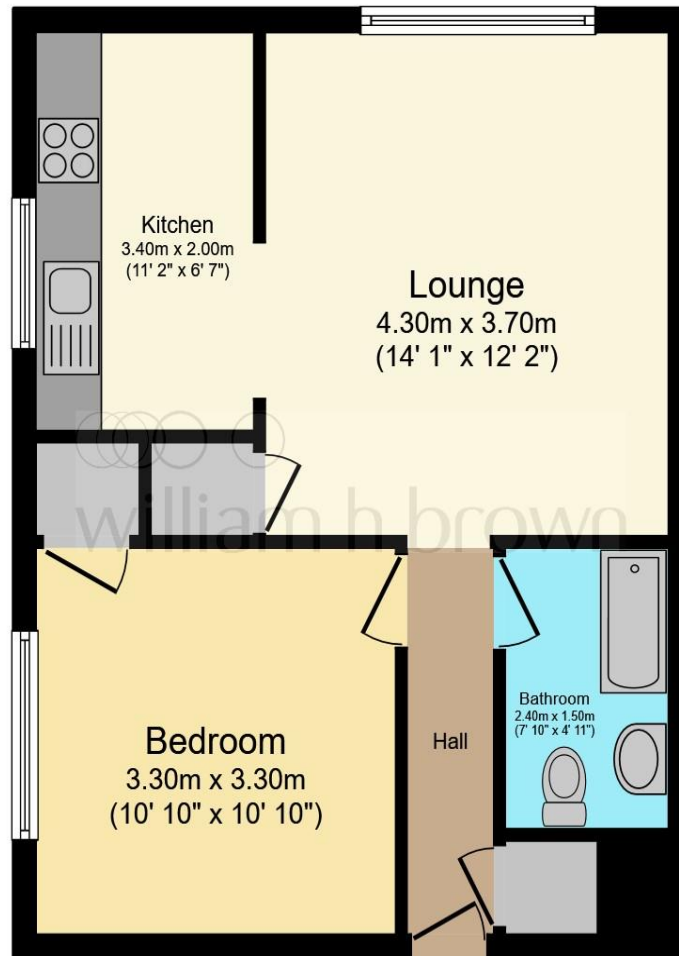 Kitchen
3.40m x 2.00m
(11' 2" x 6' 7")
Lounge
4.30m x 3.70m
(14' 1" x 12' 2")
william h brown
Bedroom
3.30m x 3.30m
(10' 10" x 10' 10")
Hall
Bathroom
2.40m x 1.50m
(7' 10" x 4' 11")